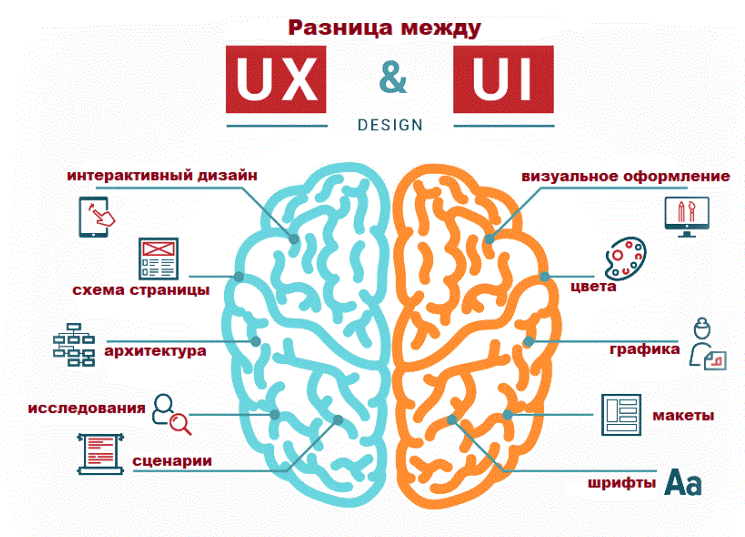 Разница между
UX & UI
DESIGN
интерактивный дизайн
визуальное оформление
схема страницы
цвета
архитектура
графика
исследования
макеты
сценарии
шрифты Aa